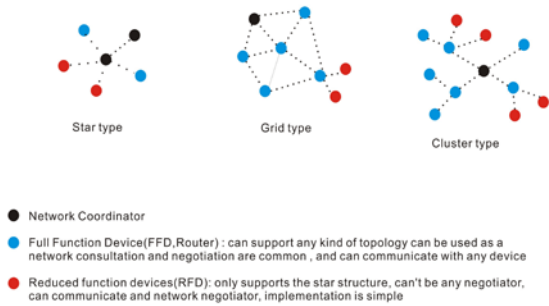 Star type
Grid type
Cluster type
Network Coordinator
Full Function Device(FFD,Router) : can support any kind of topology can be used as a
network consultation and negotiation are common , and can communicate with any device
Reduced function devices(RFD): only supports the star structure, can't be any negotiator,
can communicate and network negotiator, implementation is simple